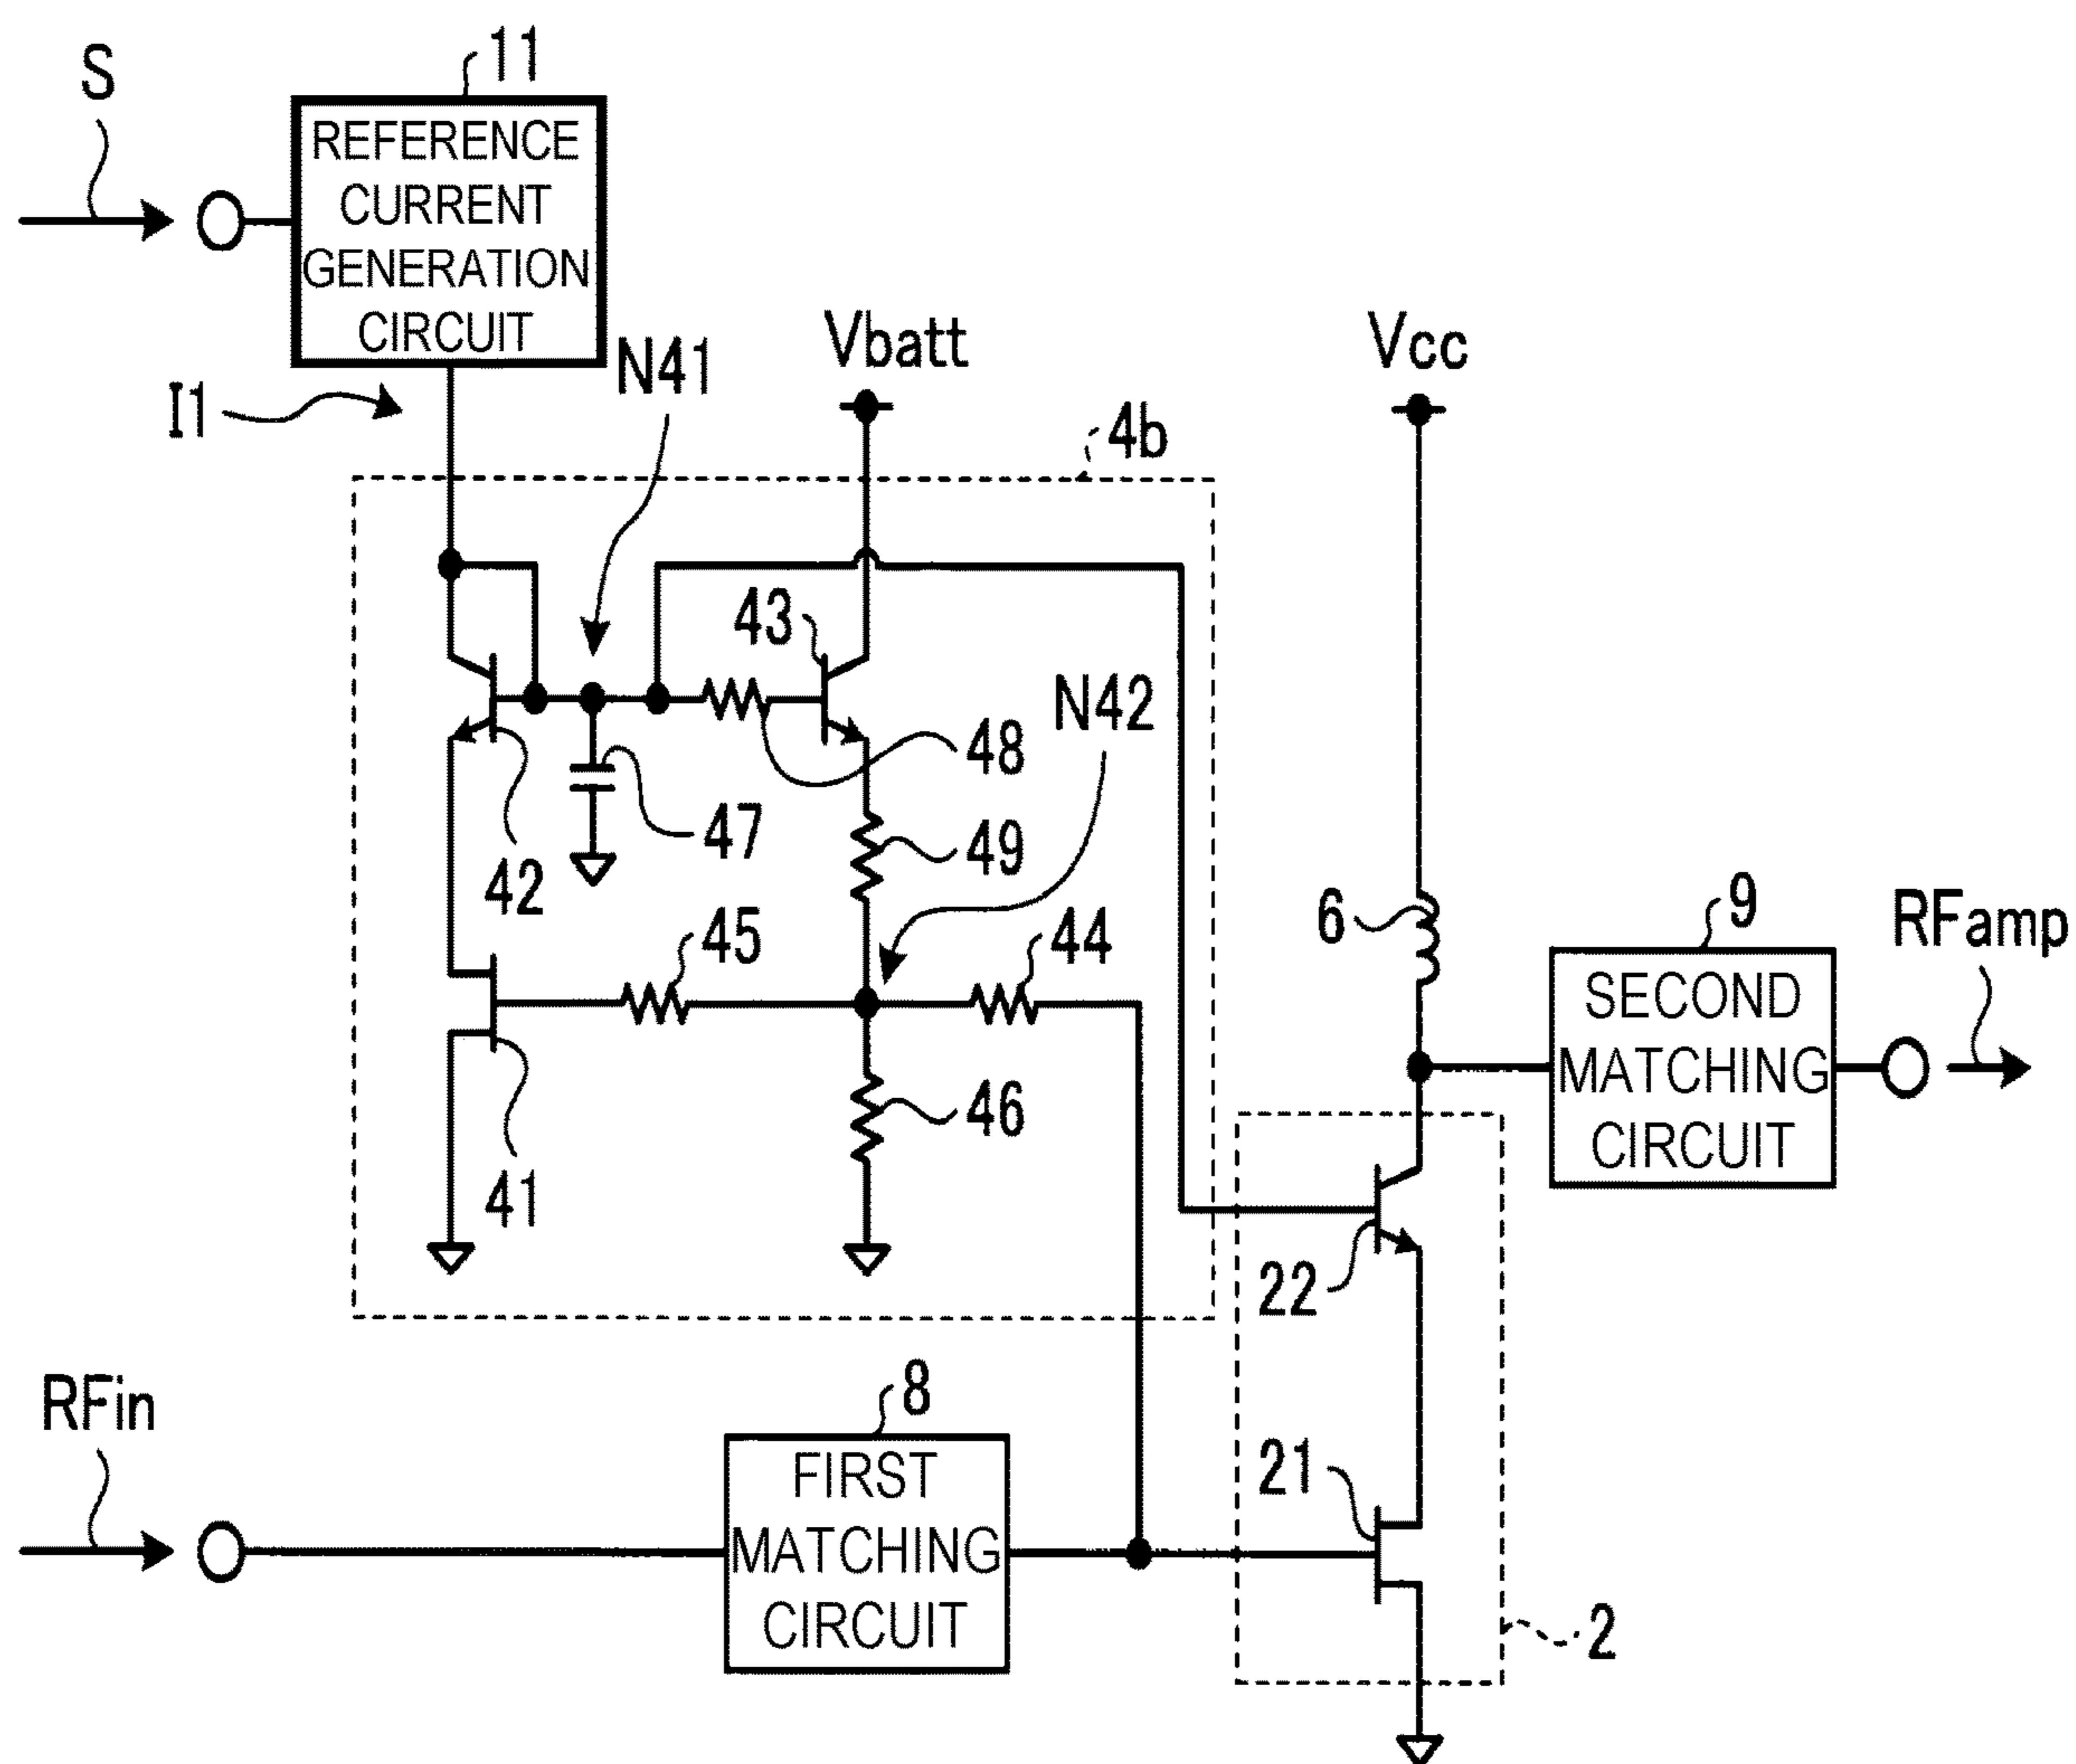 S
11
REFERENCE
CURRENT
GENERATION
CIRCUIT
I1
N41
Vbatt
Vcc
4b
43
N42
48
47
49
42
45
44
46
41
6
9
RFamp
SECOND
MATCHING
CIRCUIT
22
RFin
8
FIRST
MATCHING
CIRCUIT
21
2